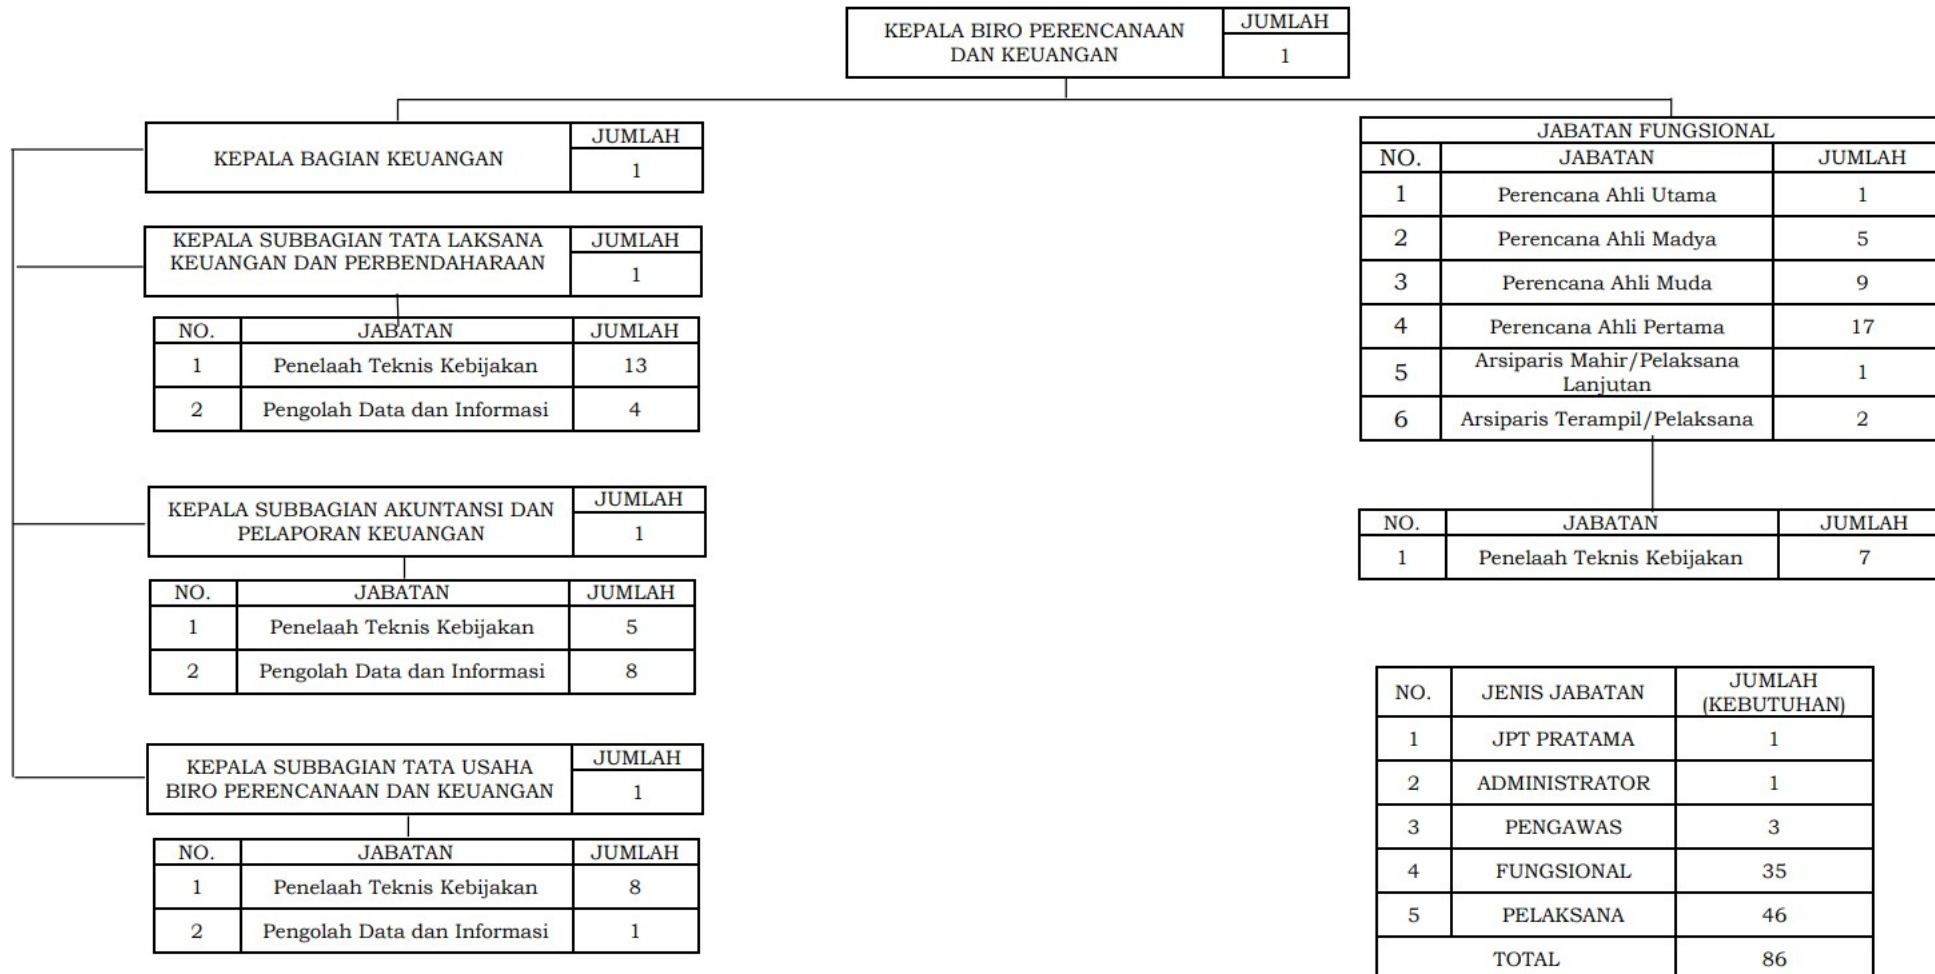 KEPALA BIRO PERENCANAAN
DAN KEUANGAN
JUMLAH
1
KEPALA BAGIAN KEUANGAN
JUMLAH
1
KEPALA SUBBAGIAN TATA LAKSANA
KEUANGAN DAN PERBENDAHARAAN
JUMLAH
1
NO. JABATAN JUMLAH
1 Penelaah Teknis Kebijakan 13
2 Pengolah Data dan Informasi 4
KEPALA SUBBAGIAN AKUNTANSI DAN
PELAPORAN KEUANGAN
JUMLAH
1
NO. JABATAN JUMLAH
1 Penelaah Teknis Kebijakan 5
2 Pengolah Data dan Informasi 8
KEPALA SUBBAGIAN TATA USAHA
BIRO PERENCANAAN DAN KEUANGAN
JUMLAH
1
NO. JABATAN JUMLAH
1 Penelaah Teknis Kebijakan 8
2 Pengolah Data dan Informasi 1
JABATAN FUNGSIONAL
NO. JABATAN JUMLAH
1 Perencana Ahli Utama 1
2 Perencana Ahli Madya 5
3 Perencana Ahli Muda 9
4 Perencana Ahli Pertama 17
5 Arsiparis Mahir/Pelaksana
Lanjutan 1
6 Arsiparis Terampil/Pelaksana 2
NO. JABATAN JUMLAH
1 Penelaah Teknis Kebijakan 7
NO. JENIS JABATAN JUMLAH
(KEBUTUHAN)
1 JPT PRATAMA 1
2 ADMINISTRATOR 1
3 PENGAWAS 3
4 FUNGSIONAL 35
5 PELAKSANA 46
TOTAL 86